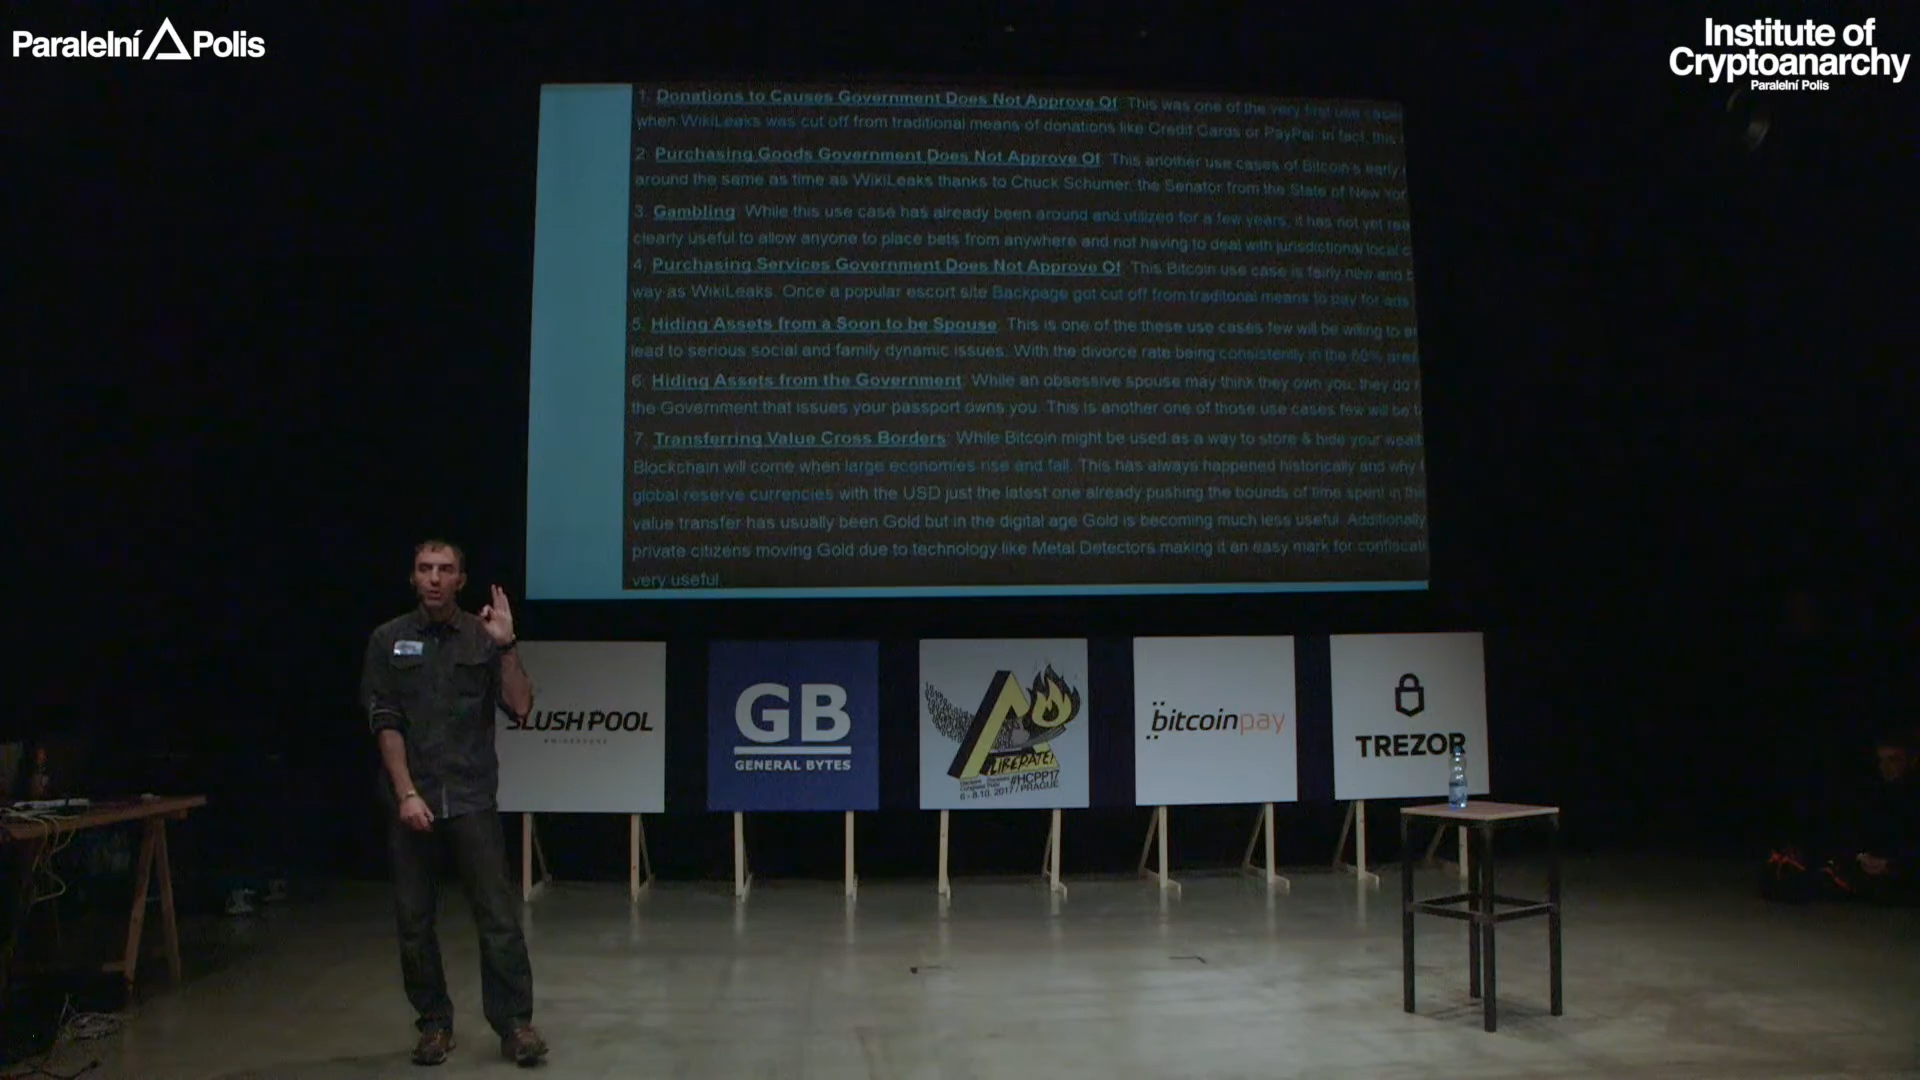 Paralelní Polis
Institute of
Cryptoanarchy
Paralelní Polis
1. Donations to Causes Government Does Not Approve Of: This was one of the very first use cases
when WikiLeaks was cut off from traditional means of donations like Credit Cards or PayPal. In fact, this
2. Purchasing Goods Government Does Not Approve Of: This another use cases of Bitcoin's early
around the same as time as WikiLeaks thanks to Chuck Schumer, the Senator from the State of New Yor
3. Gambling: While this use case has already been around and utilized for a few years, it has not yet rea
clearly useful to allow anyone to place bets from anywhere and not having to deal with jurisdictional local c
4. Purchasing Services Government Does Not Approve Of: This Bitcoin use case is fairly new and
way as WikiLeaks. Once a popular escort site Backpage got cut off from traditonal means to pay for ads
5. Hiding Assets from a Soon to be Spouse: This is one of the these use cases few will be willing to
lead to serious social and family dynamic issues. With the divorce rate being consistently in the 50%
6. Hiding Assets from the Government: While an obsessive spouse may think they own you, they do
the Government that issues your passport owns you. This is another one of those use cases few will be
7. Transferring Value Cross Borders: While Bitcoin might be used as a way to store & hide your wealt
Blockchain will come when large economies rise and fall. This has always happened historically and why
global reserve currencies with the USD just the latest one already pushing the bounds of time spent in
value transfer has usually been Gold but in the digital age Gold is becoming much less useful. Additionally
private citizens moving Gold due to technology like Metal Detectors making it an easy mark for confiscati
very useful.
SLUSH POOL
GB
GENERAL BYTES
LIBERATE!
#HCPP17
6 - 8.10. 2017 / PRAGUE
bitcoinpay
TREZOR